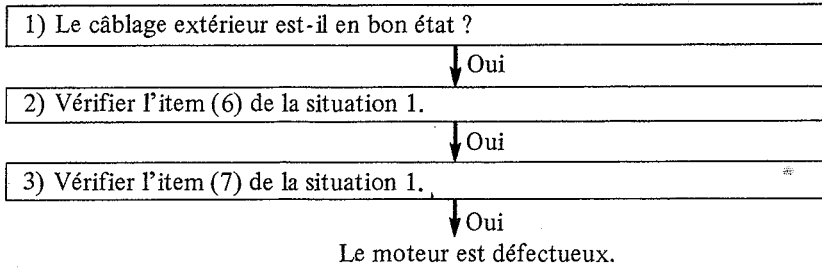 1) Le câblage extérieur est-il en bon état ?
Oui
2) Vérifier l'item (6) de la situation 1.
Oui
3) Vérifier l'item (7) de la situation 1.
Oui
Le moteur est défectueux.